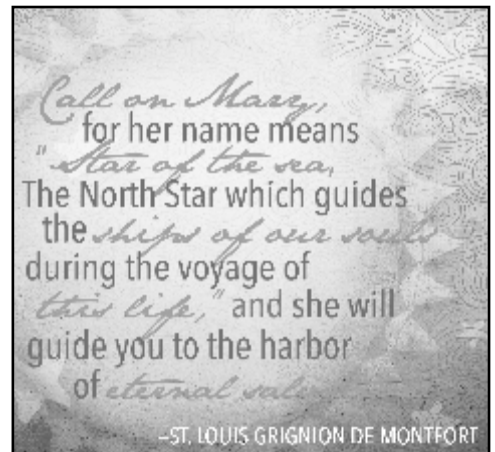 Call on Mary,
for her name means
"Star of the sea,
The North Star which guides
the ships of our souls
during the voyage of
this life," and she will
guide you to the harbor
of eternal
–ST. LOUIS GRIGNION DE MONTFORT